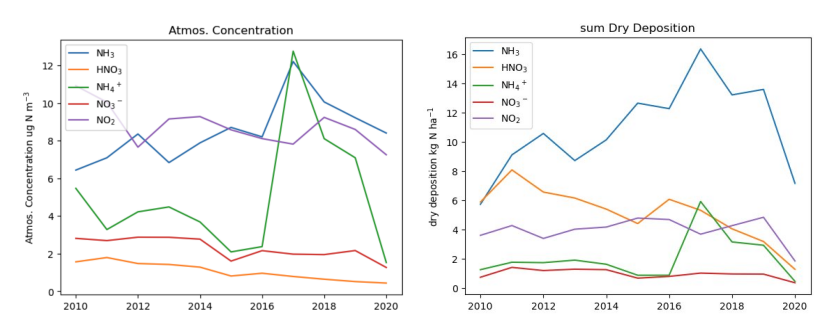 Atmos. Concentration
Atmos. Concentration ug N m⁻³
12
10
8
6
4
2
0
NH₃
HNO₃
NH₄⁺
NO₃⁻
NO₂
2010 2012 2014 2016 2018 2020
sum Dry Deposition
dry deposition kg N ha⁻¹
16
14
12
10
8
6
4
2
0
NH₃
HNO₃
NH₄⁺
NO₃⁻
NO₂
2010 2012 2014 2016 2018 2020